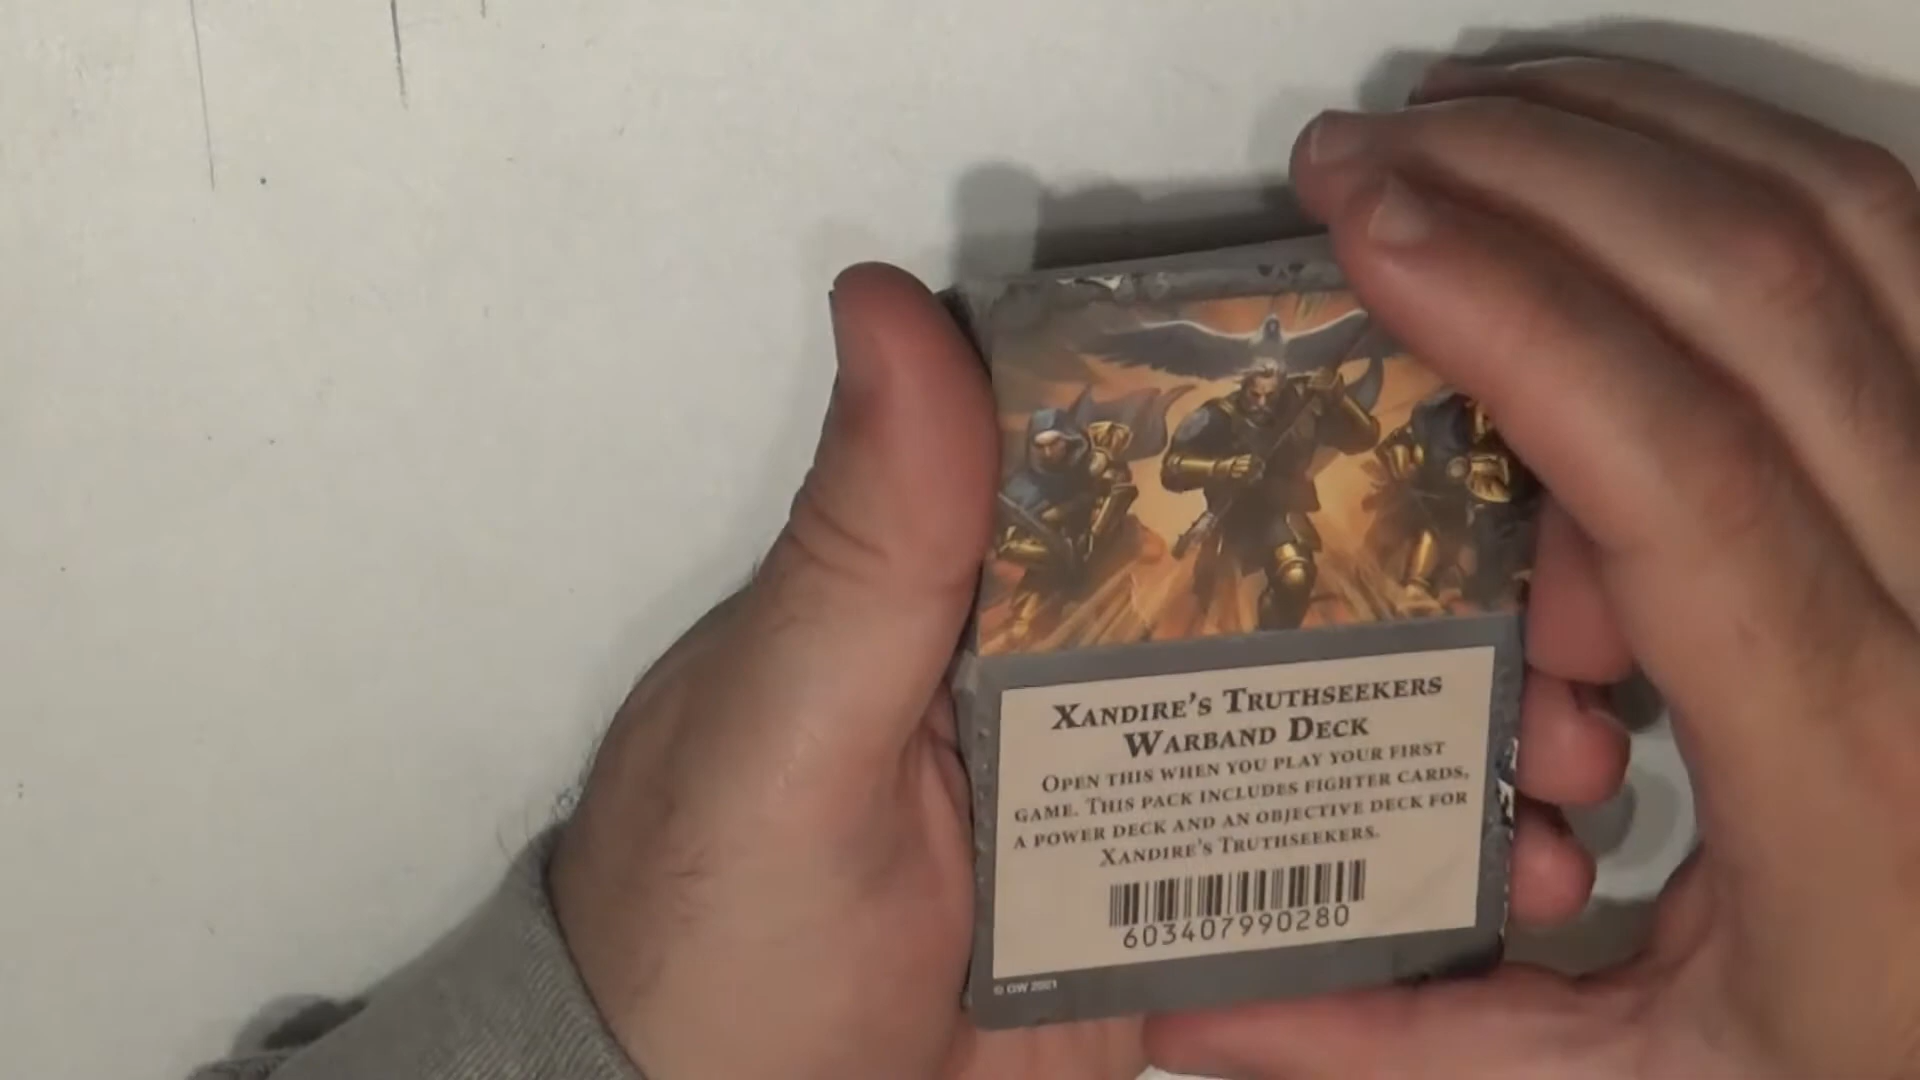 Xandire's Truthseekers
Warband Deck
Open this when you play your first
game. This pack includes fighter cards,
a power deck and an objective deck for
Xandire's Truthseekers.
603407990280
© GW 2021